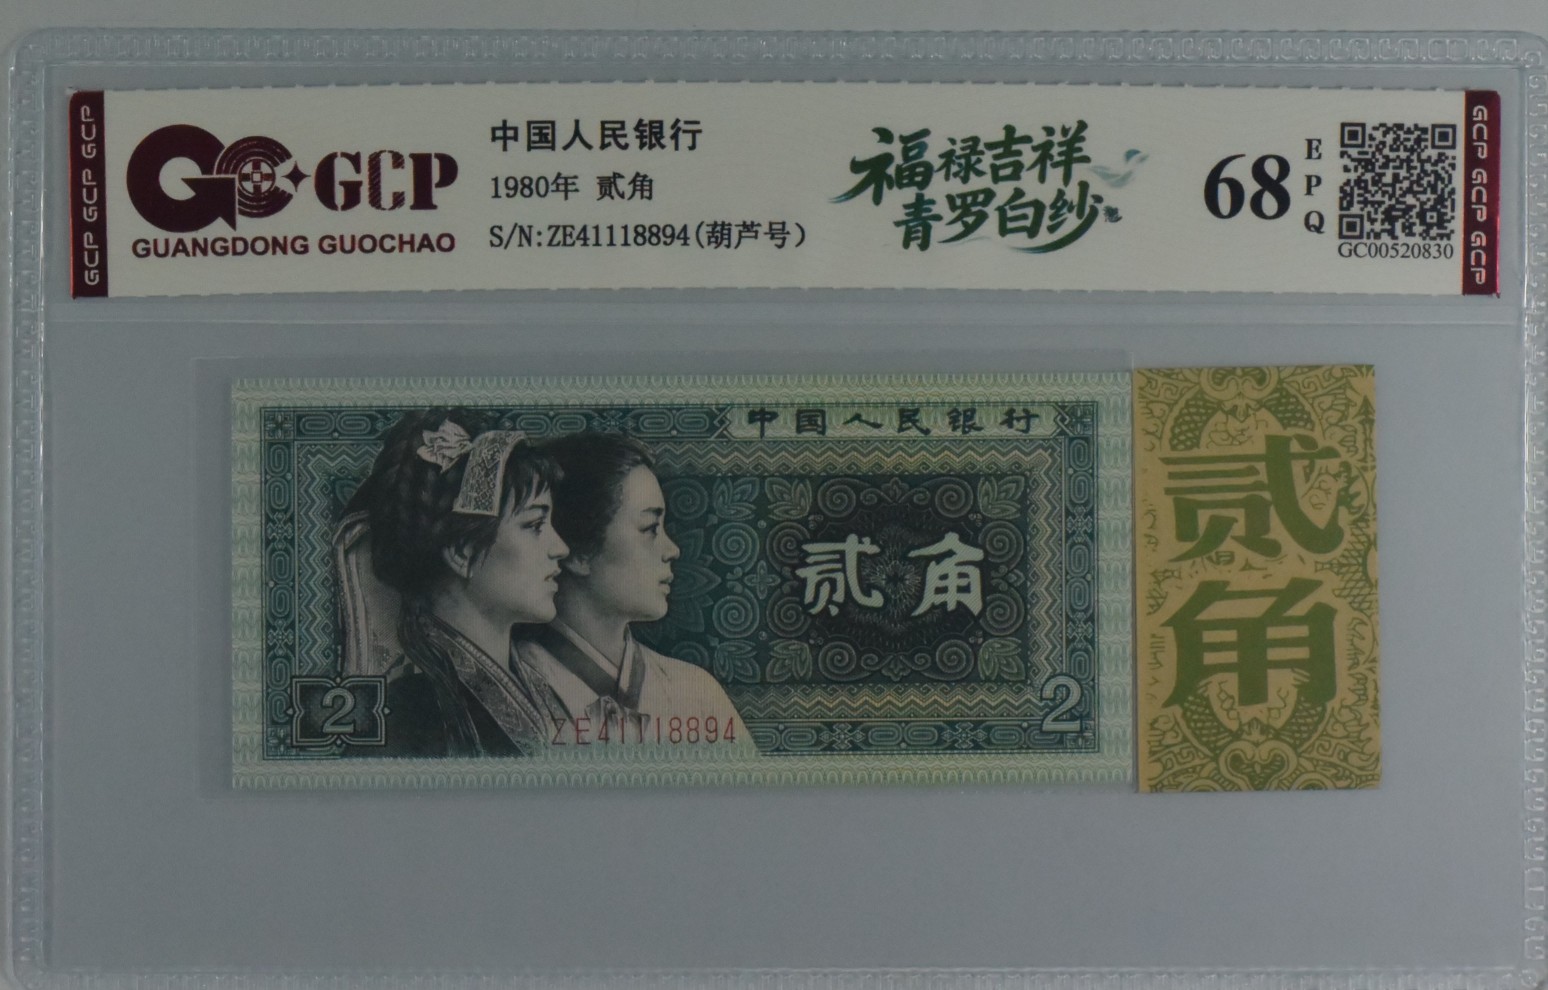 GCP GCP GCP
GCP
GUANGDONG GUOCHAO
中国人民银行
1980年 贰角
S/N:ZE41118894(葫芦号)
福禄吉祥
青罗白纱
68
EPQ
GC00520830
GCP GCP GCP
中国人民银行
贰角
2
ZE41118894
2
贰角